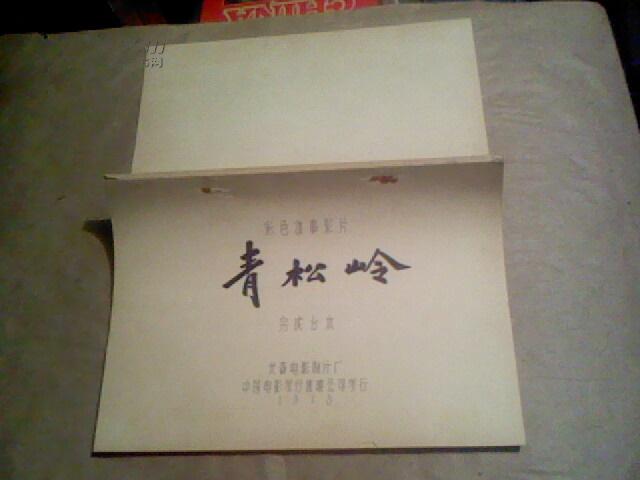 彩色故事影片
青松岭
完成台本
长春电影制片厂
中国电影发行放映公司发行